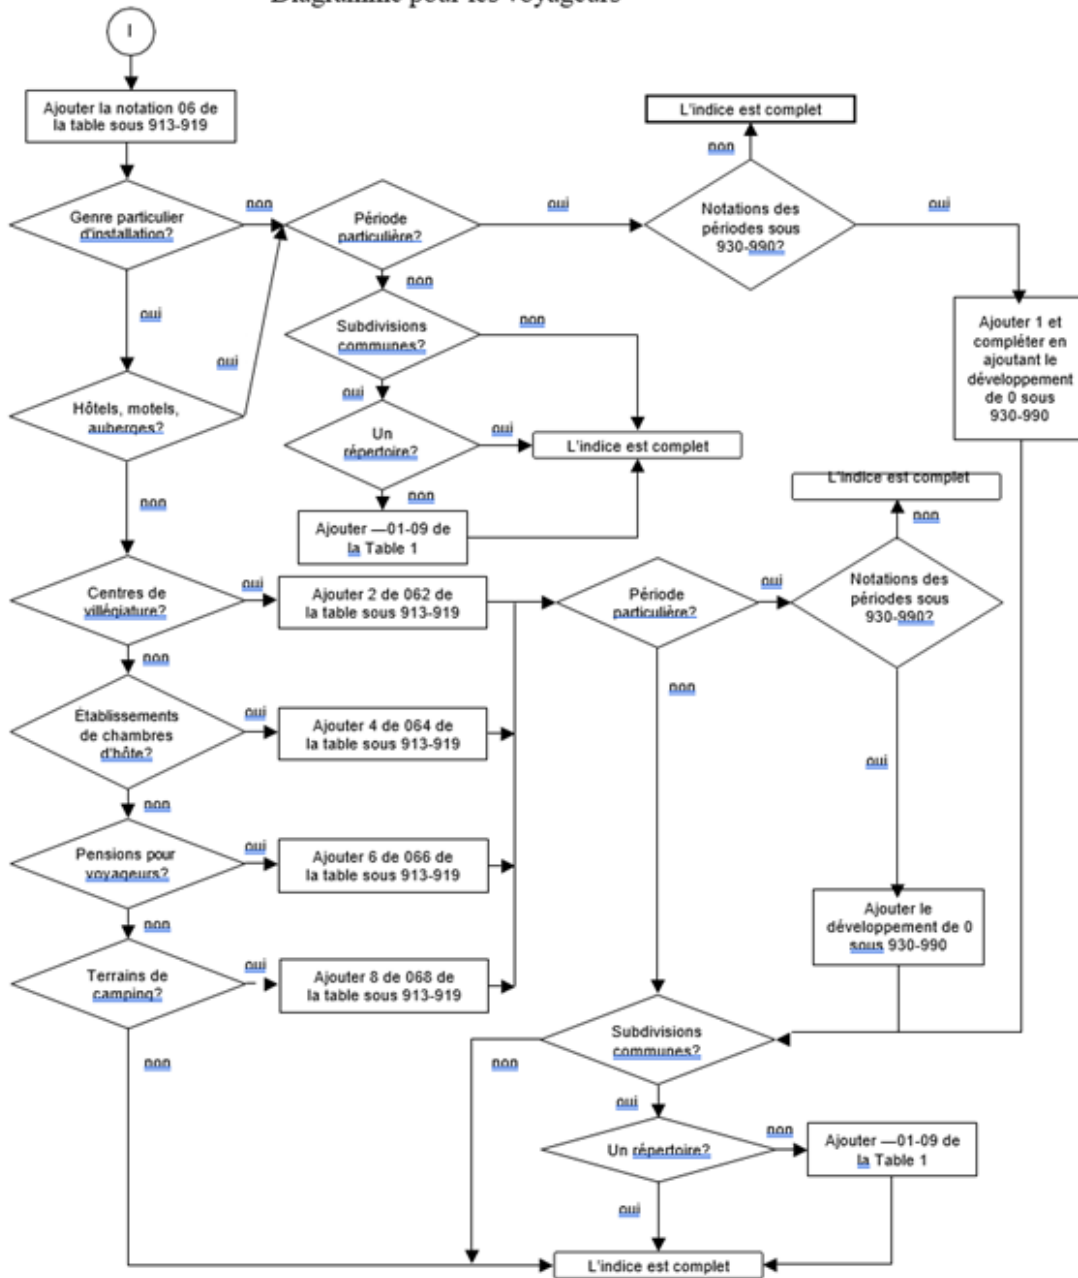 Diagramme pour les voyageurs
I
Ajouter la notation 06 de
la table sous 913-919
L'indice est complet
non
Genre particulier
d'installation?
non
Période
particulière?
oui
Notations des
périodes sous
930-990?
oui
oui
non
Subdivisions
communes?
non
Ajouter 1 et
compléter en
ajoutant le
développement
de 0 sous
930-990
oui
oui
Hôtels, motels,
auberges?
Un
répertoire?
oui
L'indice est complet
non
non
Ajouter —01-09 de
la Table 1
L'indice est complet
non
Centres de
villégiature?
oui
Ajouter 2 de 062 de
la table sous 913-919
Période
particulière?
oui
Notations des
périodes sous
930-990?
non
non
Établissements
de chambres
d'hôte?
oui
Ajouter 4 de 064 de
la table sous 913-919
oui
non
Pensions pour
voyageurs?
oui
Ajouter 6 de 066 de
la table sous 913-919
Ajouter le
développement de 0
sous 930-990
non
Terrains de
camping?
oui
Ajouter 8 de 068 de
la table sous 913-919
Subdivisions
communes?
non
non
oui
Un répertoire?
non
Ajouter —01-09 de
la Table 1
oui
L'indice est complet